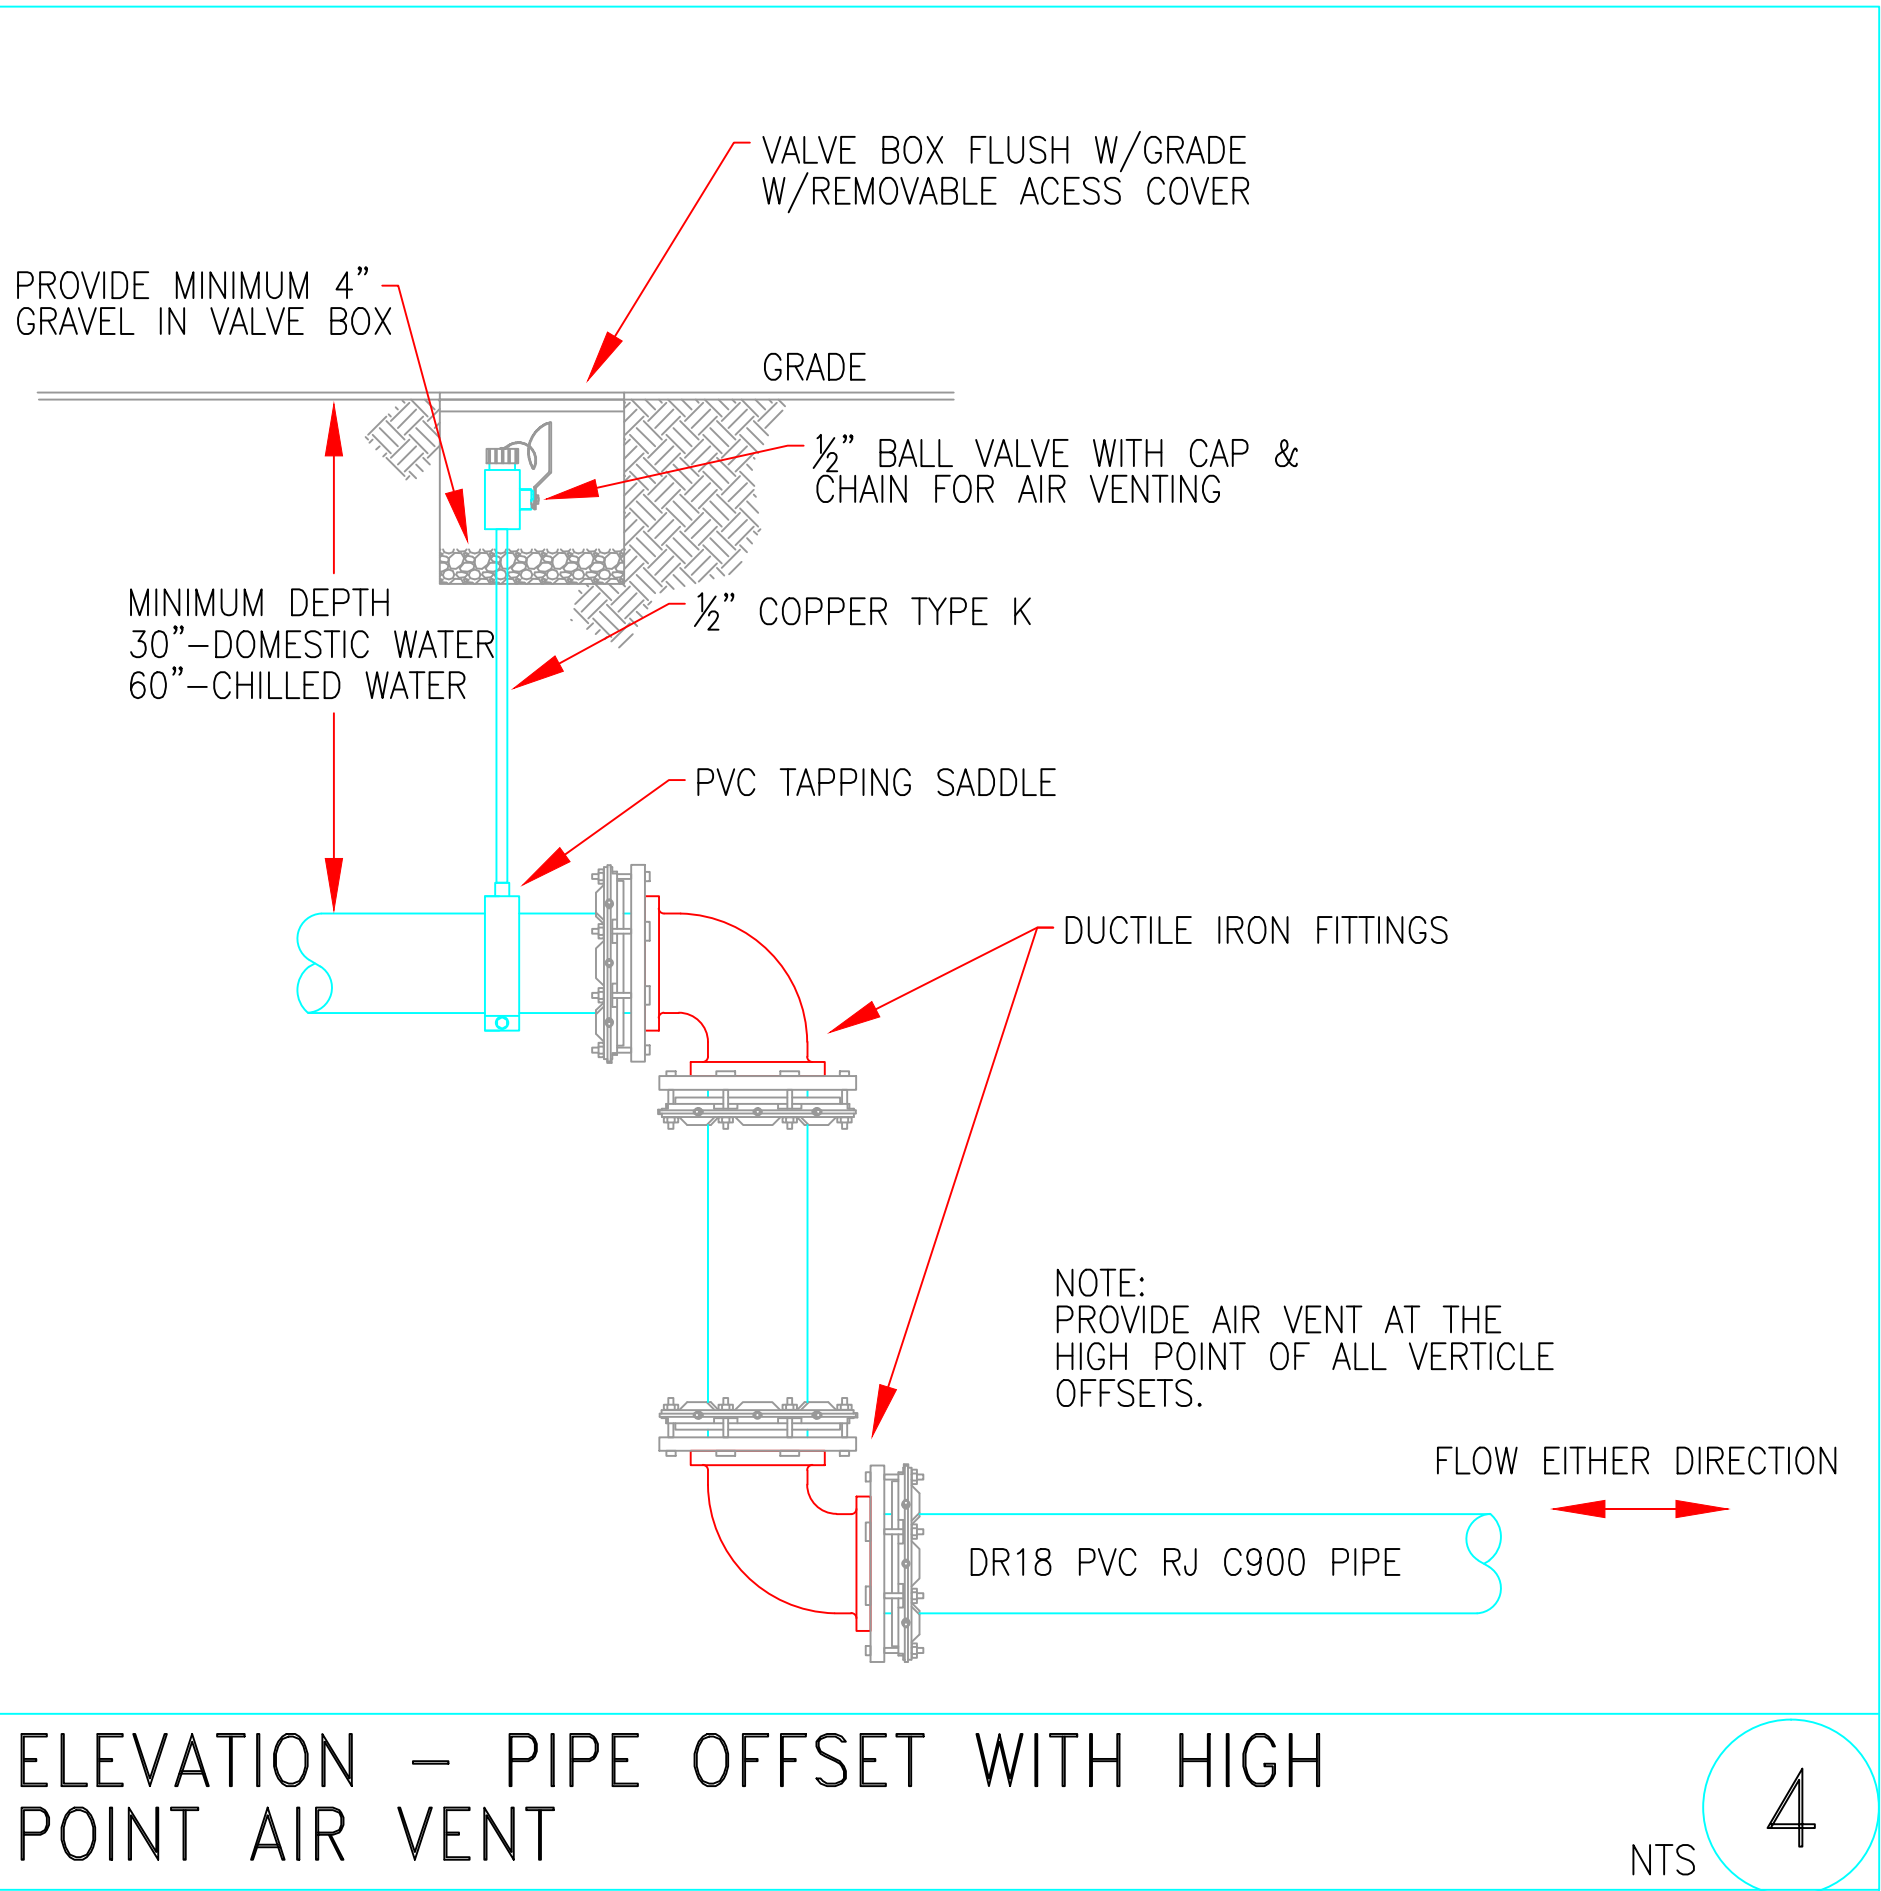 VALVE BOX FLUSH W/GRADE
W/REMOVABLE ACESS COVER
PROVIDE MINIMUM 4"
GRAVEL IN VALVE BOX
GRADE
½" BALL VALVE WITH CAP &
CHAIN FOR AIR VENTING
MINIMUM DEPTH
30"-DOMESTIC WATER
60"-CHILLED WATER
½" COPPER TYPE K
PVC TAPPING SADDLE
DUCTILE IRON FITTINGS
NOTE:
PROVIDE AIR VENT AT THE
HIGH POINT OF ALL VERTICLE
OFFSETS.
FLOW EITHER DIRECTION
DR18 PVC RJ C900 PIPE
ELEVATION - PIPE OFFSET WITH HIGH
POINT AIR VENT
NTS
4